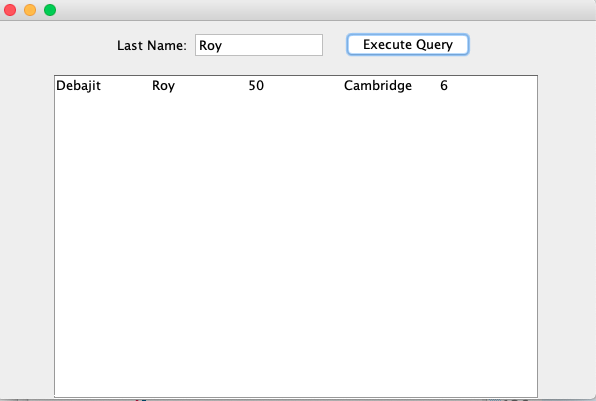 Last Name: Roy Execute Query
Debajit Roy 50 Cambridge 6